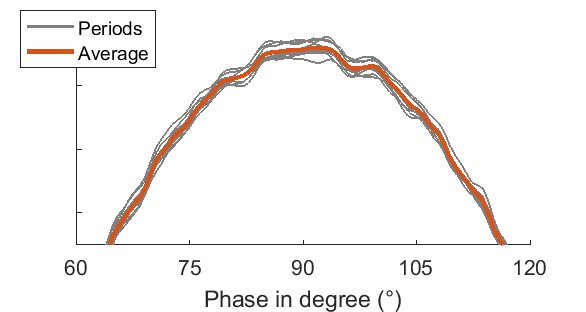 Periods
Average
60 75 90 105 120
Phase in degree (°)